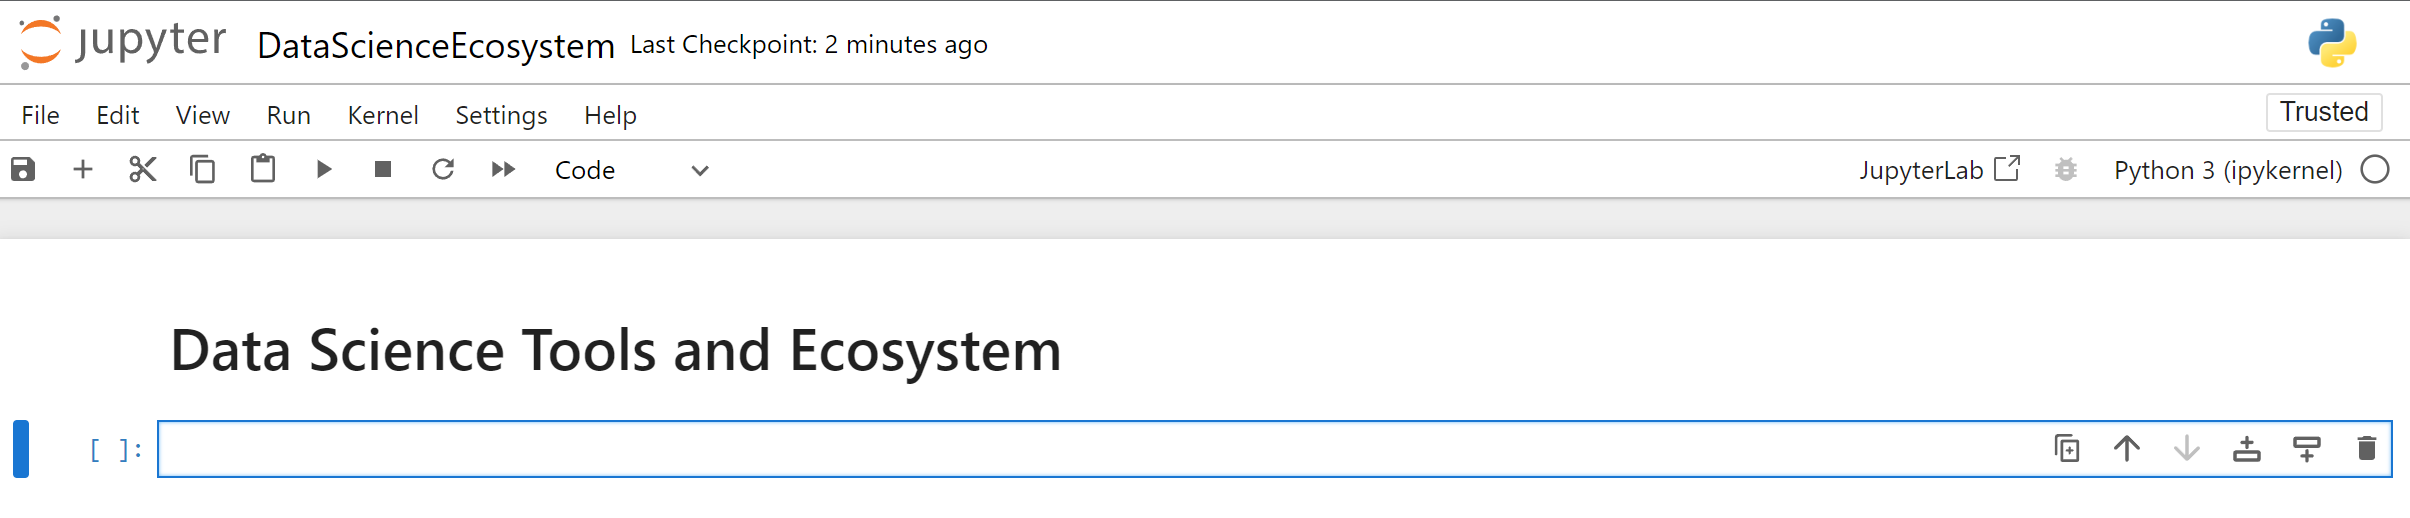 jupyter DataScienceEcosystem Last Checkpoint: 2 minutes ago
File Edit View Run Kernel Settings Help Trusted
Code JupyterLab Python 3 (ipykernel)
Data Science Tools and Ecosystem
[ ]: